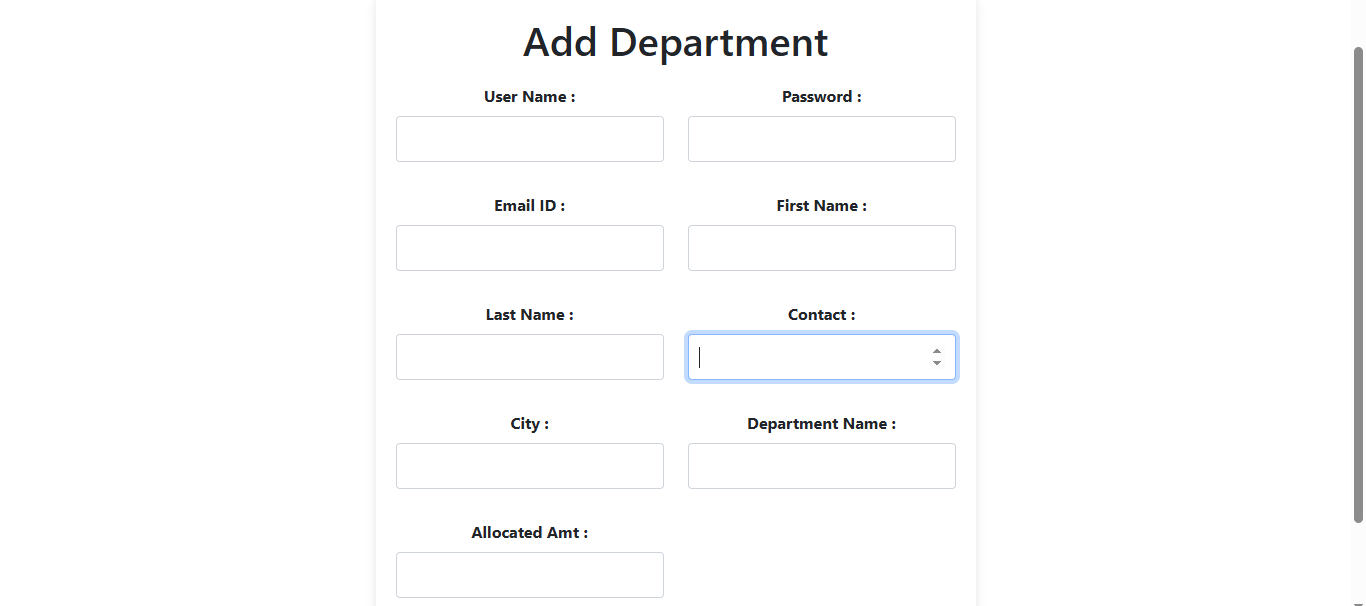 Add Department
User Name :
Password :
Email ID :
First Name :
Last Name :
Contact :
City :
Department Name :
Allocated Amt :